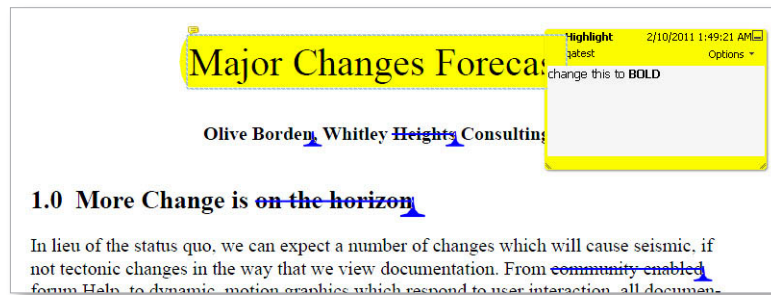 Major Changes Forecas
Highlight 2/10/2011 1:49:21 AM
qatest Options
change this to BOLD
Olive Borden, Whitley Heights Consulting
1.0 More Change is on the horizon
In lieu of the status quo, we can expect a number of changes which will cause seismic, if
not tectonic changes in the way that we view documentation. From community enabled
forum Help, to dynamic, motion graphics which respond to user interaction, all documen-